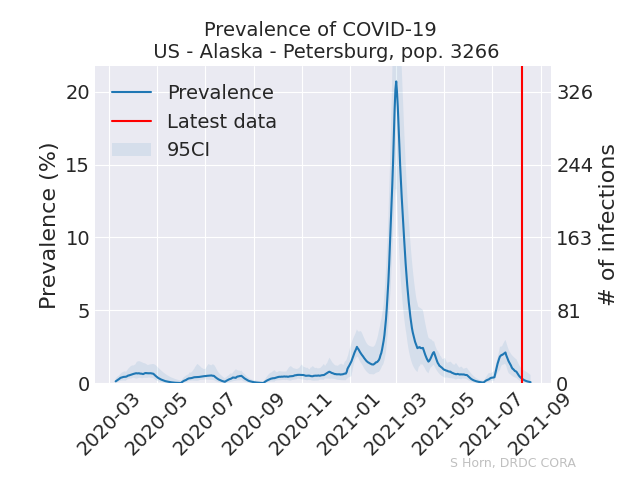 Prevalence of COVID-19
US - Alaska - Petersburg, pop. 3266
Prevalence
Latest data
95CI
Prevalence (%)
20
15
10
5
0
# of infections
326
244
163
81
0
2020-03
2020-05
2020-07
2020-09
2020-11
2021-01
2021-03
2021-05
2021-07
2021-09
S Horn, DRDC CORA